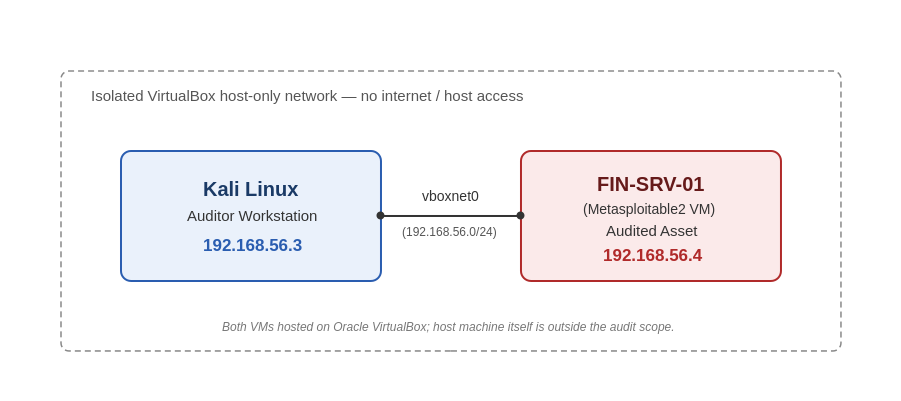 Isolated VirtualBox host-only network — no internet / host access
Kali Linux
Auditor Workstation
192.168.56.3
vboxnet0
(192.168.56.0/24)
FIN-SRV-01
(Metasploitable2 VM)
Audited Asset
192.168.56.4
Both VMs hosted on Oracle VirtualBox; host machine itself is outside the audit scope.